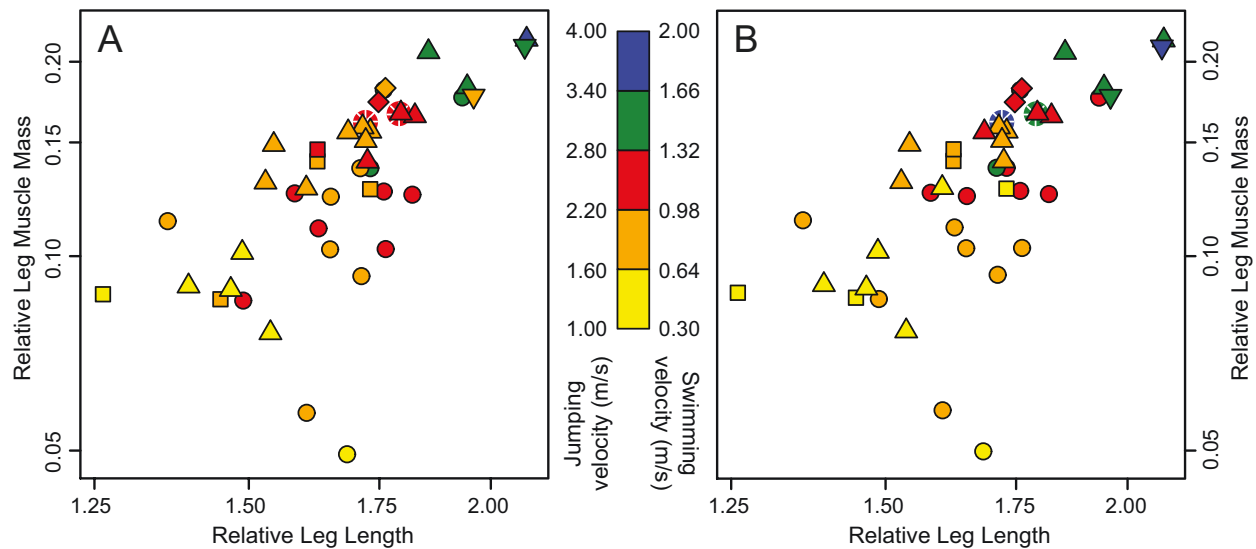 A
0.20
0.15
0.10
0.05
Relative Leg Muscle Mass
1.25
1.50
1.75
2.00
Relative Leg Length
4.00
3.40
2.80
2.20
1.60
1.00
2.00
1.66
1.32
0.98
0.64
0.30
Jumping
velocity (m/s)
Swimming
velocity (m/s)
B
0.20
0.15
0.10
0.05
Relative Leg Muscle Mass
1.25
1.50
1.75
2.00
Relative Leg Length